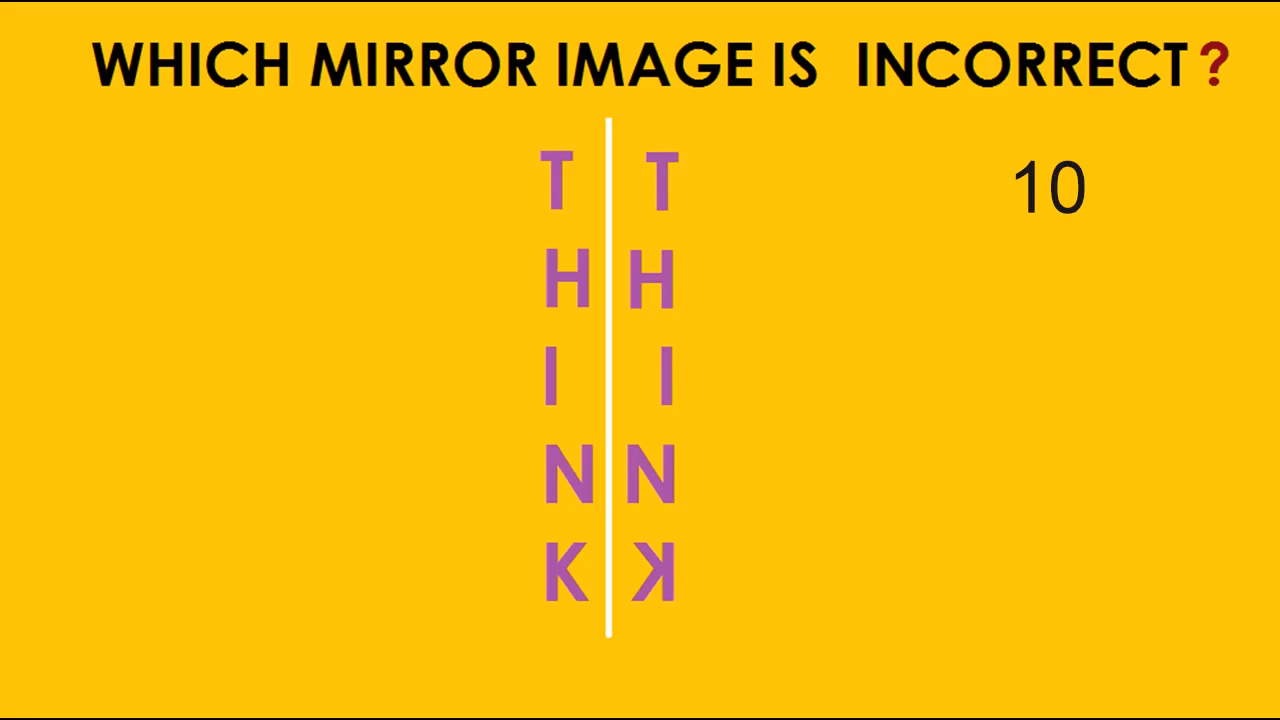 WHICH MIRROR IMAGE IS INCORRECT?
10
T T
H H
I I
N N
K K